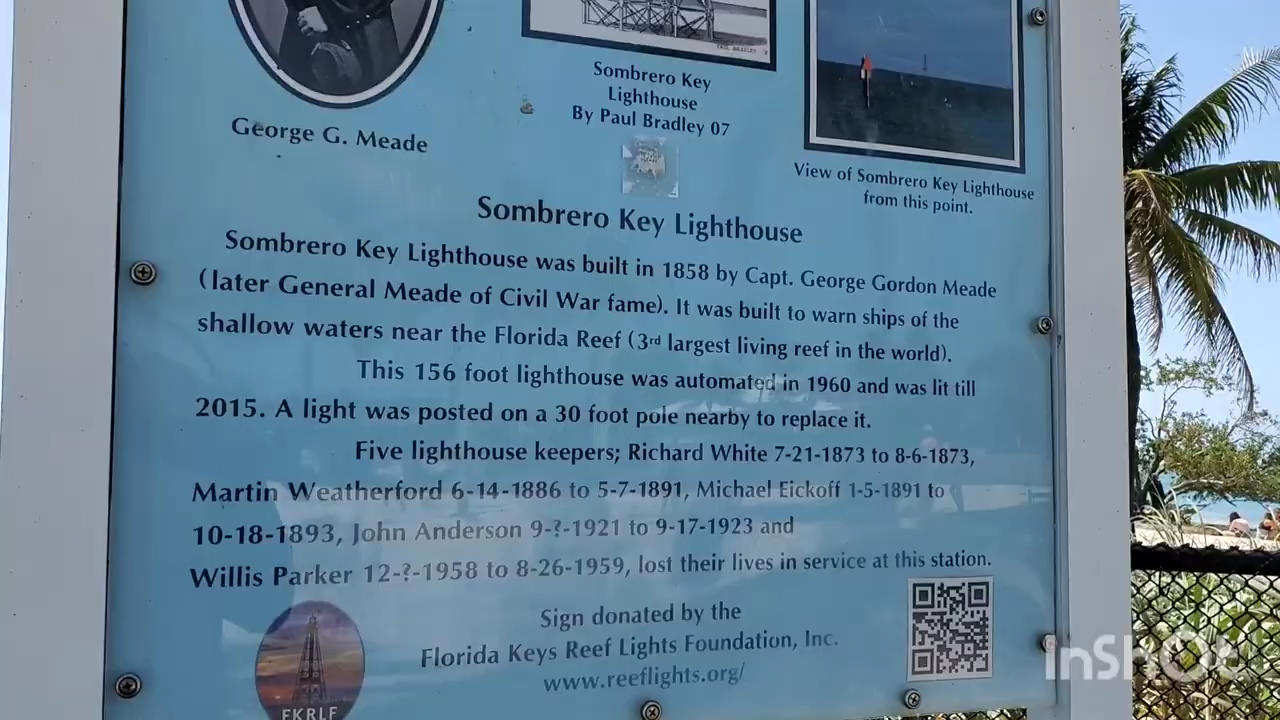 PAUL BRADLEY
George G. Meade
Sombrero Key
Lighthouse
By Paul Bradley 07
View of Sombrero Key Lighthouse
from this point.
Sombrero Key Lighthouse
Sombrero Key Lighthouse was built in 1858 by Capt. George Gordon Meade
(later General Meade of Civil War fame). It was built to warn ships of the
shallow waters near the Florida Reef (3rd largest living reef in the world).
This 156 foot lighthouse was automated in 1960 and was lit till
2015. A light was posted on a 30 foot pole nearby to replace it.
Five lighthouse keepers; Richard White 7-21-1873 to 8-6-1873,
Martin Weatherford 6-14-1886 to 5-7-1891, Michael Eickoff 1-5-1891 to
10-18-1893, John Anderson 9-?-1921 to 9-17-1923 and
Willis Parker 12-?-1958 to 8-26-1959, lost their lives in service at this station.
Sign donated by the
Florida Keys Reef Lights Foundation, Inc.
www.reeflights.org/
FKRLF
InShOt